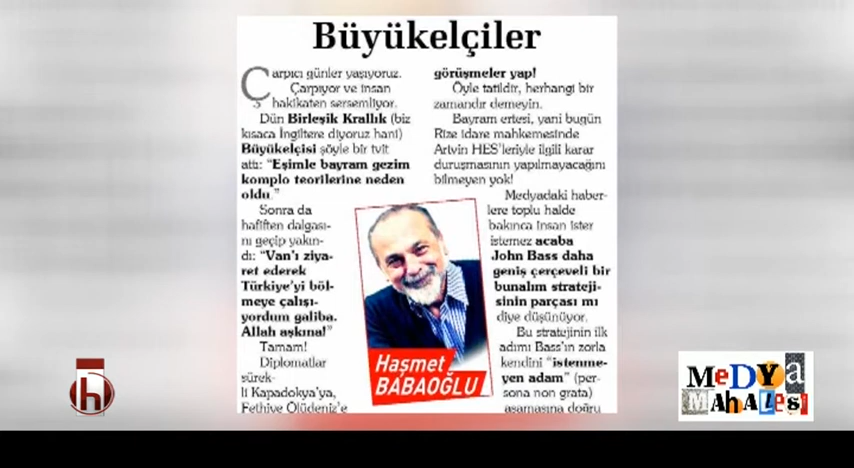 Büyükelçiler
Çarpıcı günler yaşıyoruz.
Çarpıyor ve insan
hakikaten sersemliyor.
Dün Birleşik Krallık (biz
kısaca İngiltere diyoruz hani)
Büyükelçisi şöyle bir tvit
attı: “Eşimle bayram gezim
komplo teorilerine neden
oldu.”
Sonra da
hafiften dalgası-
nı geçip yakın-
dı: “Van’ı ziya-
ret ederek
Türkiye’yi böl-
meye çalışı-
yordum galiba.
Allah aşkına!”
Tamam!
Diplomatlar
sürek-
li Kapadokya’ya,
Fethiye Ölüdeniz’e
görüşmeler yap!
Öyle tatildir, herhangi bir
zamandır demeyin.
Bayram ertesi, yani bugün
Rize idare mahkemesinde
Artvin HES’leriyle ilgili karar
duruşmasının yapılmayacağını
bilmeyen yok!
Medyadaki haber-
lere toplu halde
bakınca insan ister
istemez acaba
John Bass daha
geniş çerçeveli bir
bunalım strateji-
sinin parçası mı
diye düşünüyor.
Bu stratejinin ilk
adımı Bass’ın zorla
kendini “istenme-
yen adam” (per-
sona non grata)
aşamasına doğru
Haşmet
BABAOĞLU
h
MeDYa
MahaLlesi